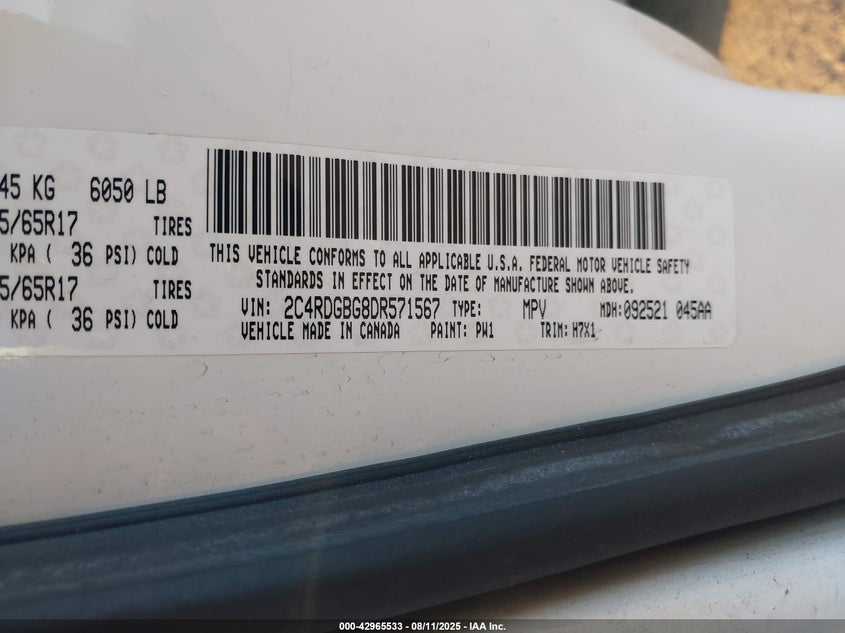 45 KG 6050 LB
5/65R17 TIRES
KPA ( 36 PSI) COLD
5/65R17 TIRES
KPA ( 36 PSI) COLD
THIS VEHICLE CONFORMS TO ALL APPLICABLE U.S.A. FEDERAL MOTOR VEHICLE SAFETY
STANDARDS IN EFFECT ON THE DATE OF MANUFACTURE SHOWN ABOVE.
VIN: 2C4RDGBG8DR571567 TYPE: MPV MDH:092521 045AA
VEHICLE MADE IN CANADA PAINT: PW1 TRIM: H7X1
000-42965533 - 08/11/2025 - IAA Inc.